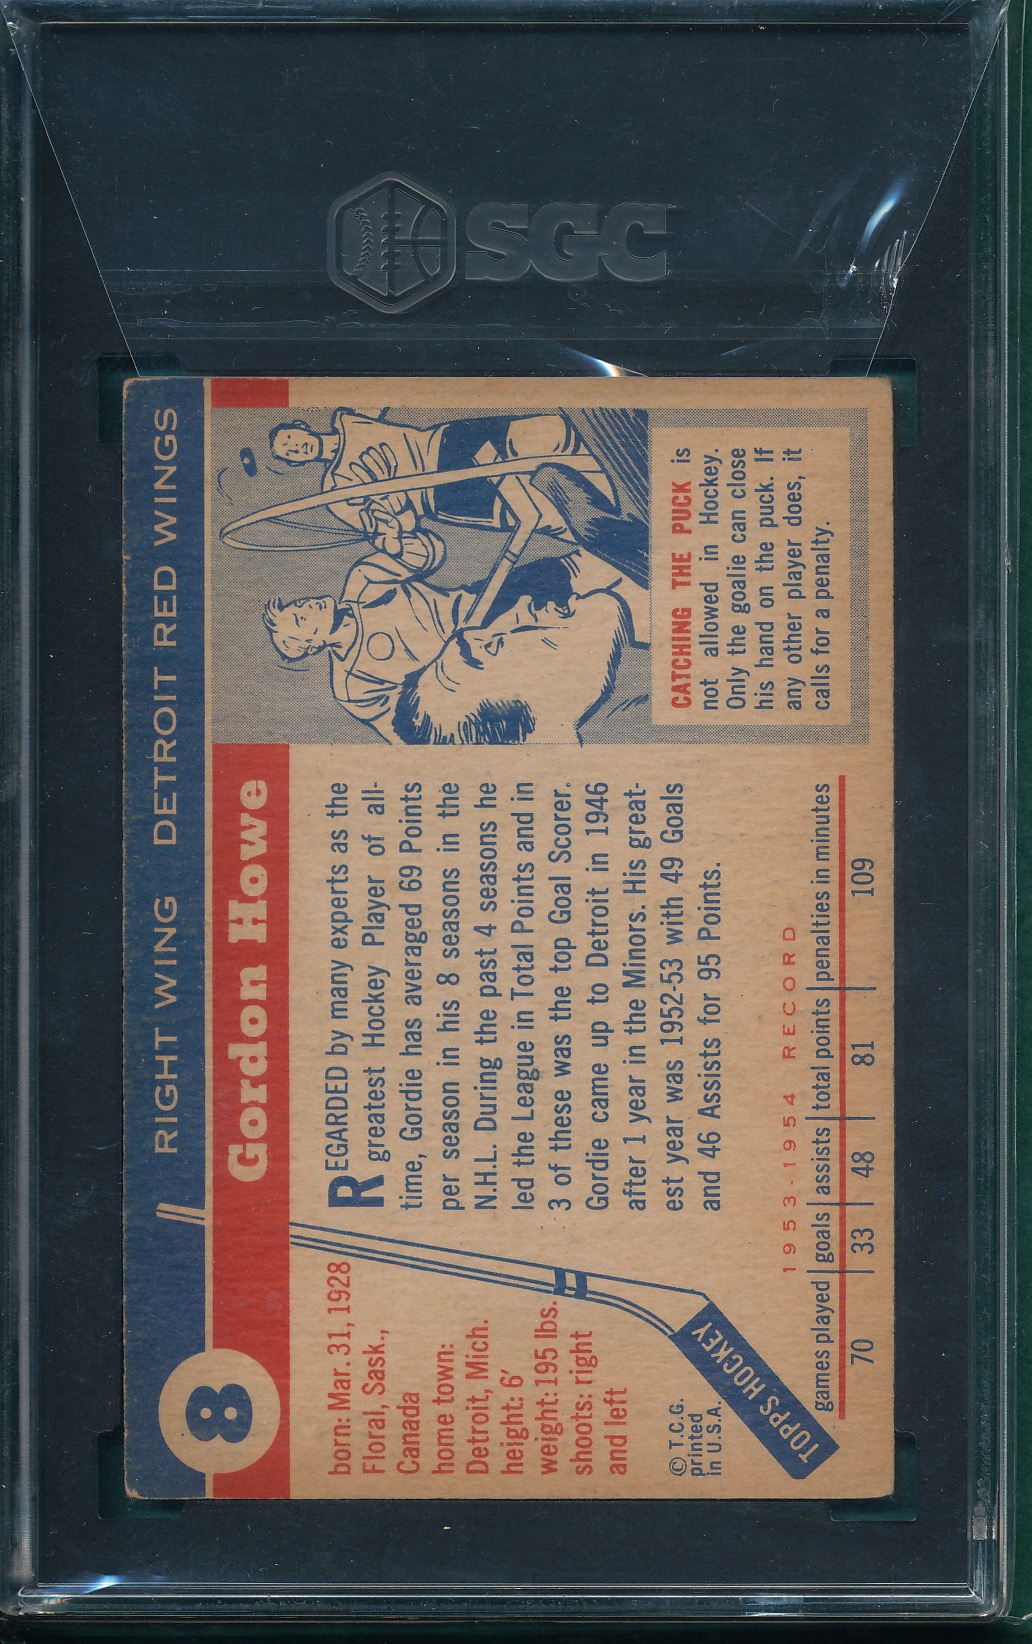 SGC
RIGHT WING DETROIT RED WINGS
8
Gordon Howe
born: Mar. 31, 1928
Floral, Sask.,
Canada
home town:
Detroit, Mich.
height: 6'
weight: 195 lbs.
shoots: right
and left
© T.C.G.
printed
in U.S.A.
TOPPS HOCKEY
REGARDED by many experts as the
greatest Hockey Player of all-
time, Gordie has averaged 69 Points
per season in his 8 seasons in the
N.H.L. During the past 4 seasons he
led the League in Total Points and in
3 of these was the top Goal Scorer.
Gordie came up to Detroit in 1946
after 1 year in the Minors. His great-
est year was 1952-53 with 49 Goals
and 46 Assists for 95 Points.
CATCHING THE PUCK is
not allowed in Hockey.
Only the goalie can close
his hand on the puck. If
any other player does, it
calls for a penalty.
1953-1954 RECORD
games played goals assists total points penalties in minutes
70 33 48 81 109